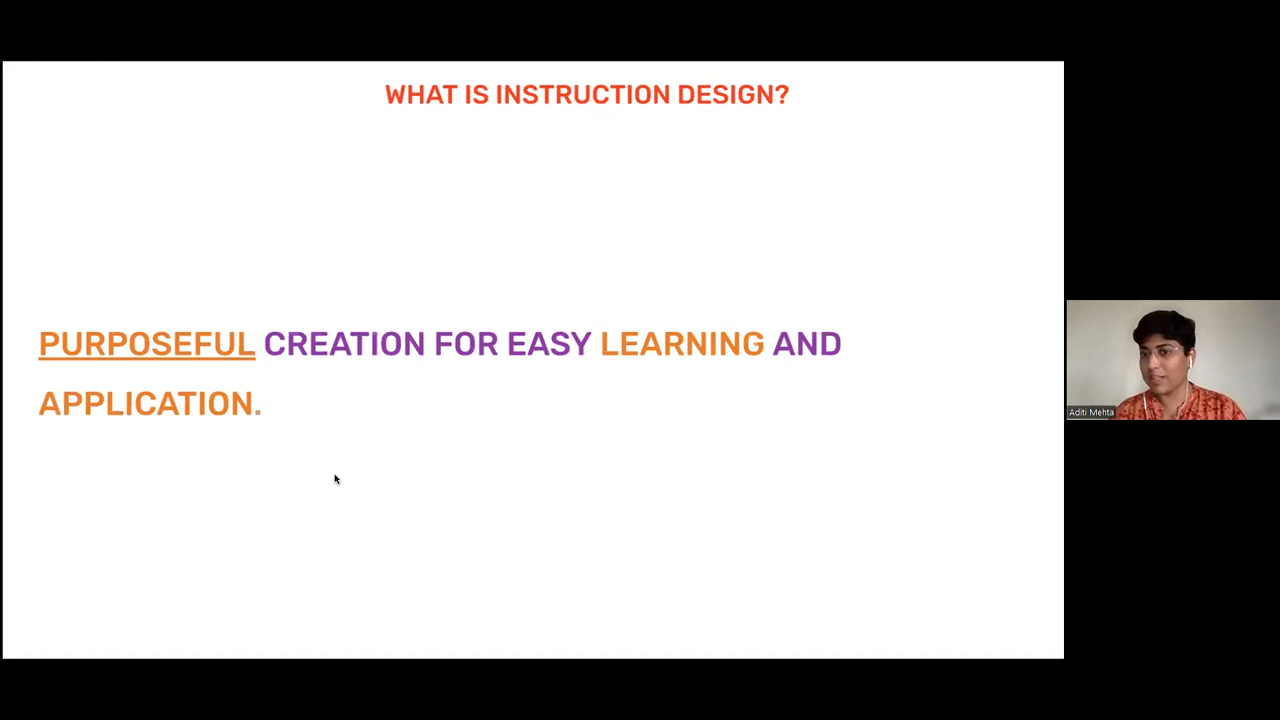 WHAT IS INSTRUCTION DESIGN?
PURPOSEFUL CREATION FOR EASY LEARNING AND
APPLICATION.
Aditi Mehta